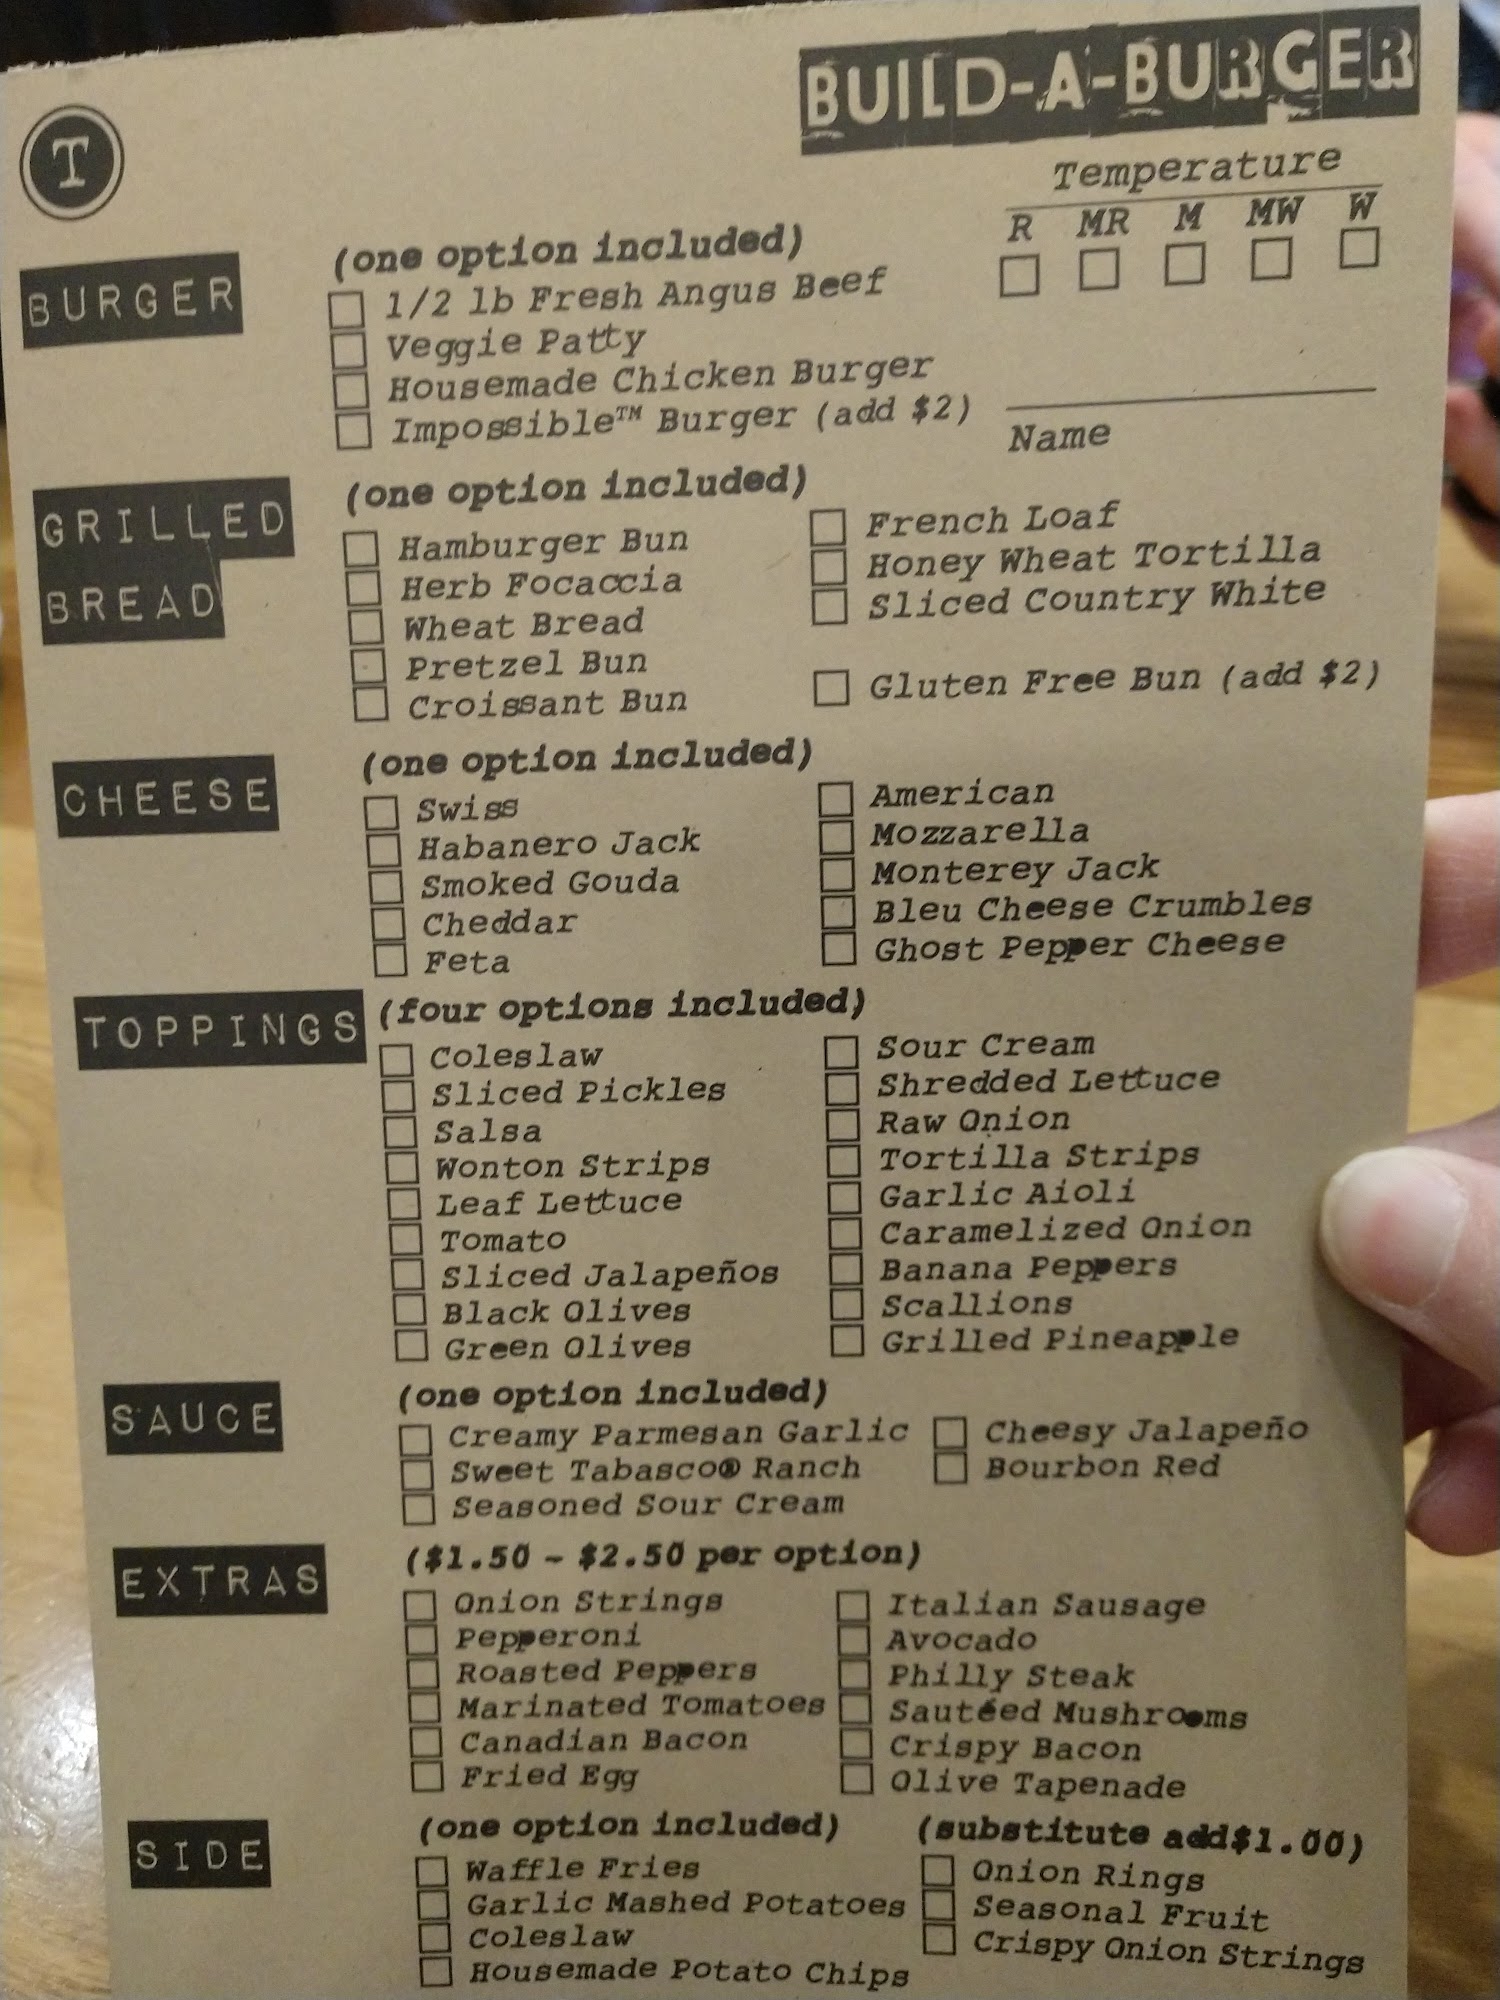 BUILD-A-BURGER
T
Temperature
R MR M MW W
BURGER
(one option included)
1/2 lb Fresh Angus Beef
Veggie Patty
Housemade Chicken Burger
Impossible™ Burger (add $2)
Name
GRILLED
BREAD
(one option included)
Hamburger Bun
Herb Focaccia
Wheat Bread
Pretzel Bun
Croissant Bun
French Loaf
Honey Wheat Tortilla
Sliced Country White
Gluten Free Bun (add $2)
CHEESE
(one option included)
Swiss
Habanero Jack
Smoked Gouda
Cheddar
Feta
American
Mozzarella
Monterey Jack
Bleu Cheese Crumbles
Ghost Pepper Cheese
TOPPINGS
(four options included)
Coleslaw
Sliced Pickles
Salsa
Wonton Strips
Leaf Lettuce
Tomato
Sliced Jalapeños
Black Olives
Green Olives
Sour Cream
Shredded Lettuce
Raw Onion
Tortilla Strips
Garlic Aioli
Caramelized Onion
Banana Peppers
Scallions
Grilled Pineapple
SAUCE
(one option included)
Creamy Parmesan Garlic
Sweet Tabasco® Ranch
Seasoned Sour Cream
Cheesy Jalapeño
Bourbon Red
EXTRAS
($1.50 ~ $2.50 per option)
Onion Strings
Pepperoni
Roasted Peppers
Marinated Tomatoes
Canadian Bacon
Fried Egg
Italian Sausage
Avocado
Philly Steak
Sautéed Mushrooms
Crispy Bacon
Olive Tapenade
SIDE
(one option included)
Waffle Fries
Garlic Mashed Potatoes
Coleslaw
Housemade Potato Chips
(substitute add$1.00)
Onion Rings
Seasonal Fruit
Crispy Onion Strings